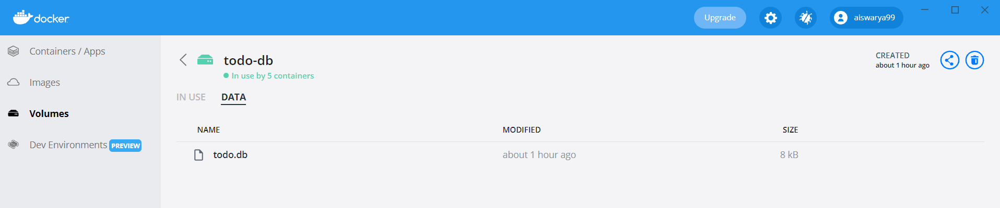 docker
Upgrade
aiswarya99
Containers / Apps
Images
Volumes
Dev Environments PREVIEW
todo-db
In use by 5 containers
CREATED
about 1 hour ago
IN USE DATA
NAME MODIFIED SIZE
todo.db about 1 hour ago 8 kB